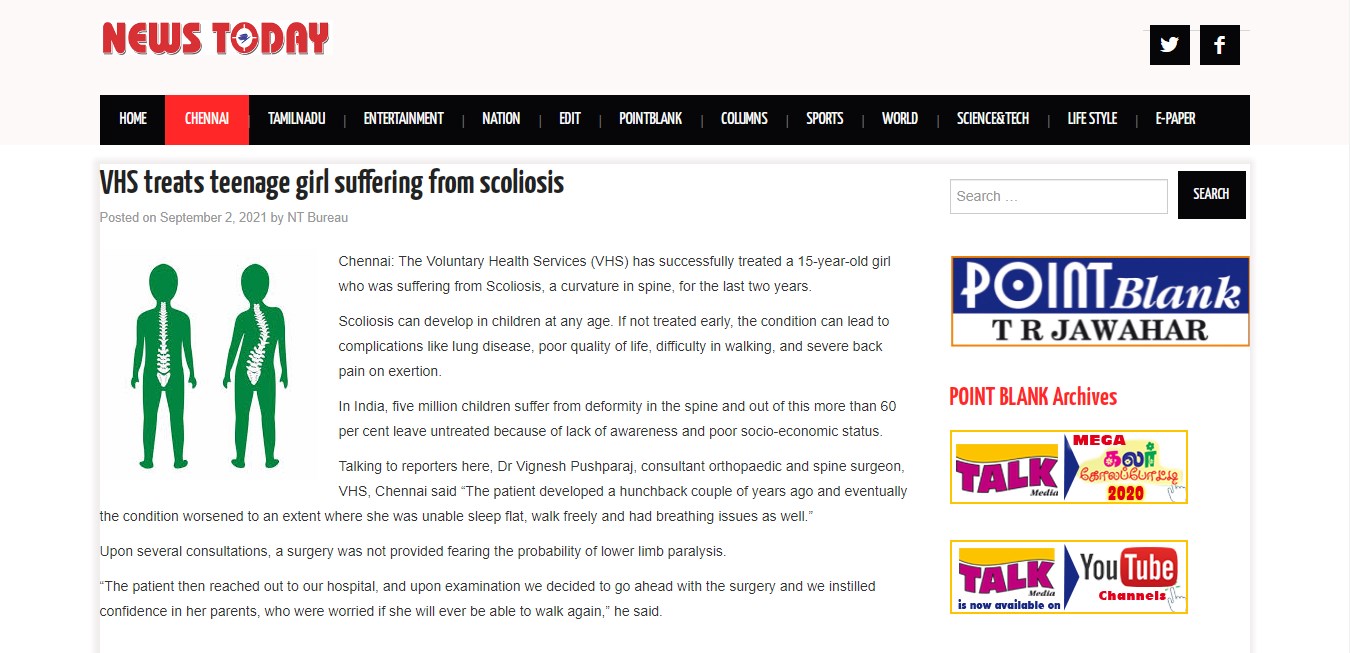 NEWS TODAY
HOME
CHENNAI
TAMILNADU
ENTERTAINMENT
NATION
EDIT
POINTBLANK
COLUMNS
SPORTS
WORLD
SCIENCE&TECH
LIFE STYLE
E-PAPER
VHS treats teenage girl suffering from scoliosis
Posted on September 2, 2021 by NT Bureau
Chennai: The Voluntary Health Services (VHS) has successfully treated a 15-year-old girl
who was suffering from Scoliosis, a curvature in spine, for the last two years.
Scoliosis can develop in children at any age. If not treated early, the condition can lead to
complications like lung disease, poor quality of life, difficulty in walking, and severe back
pain on exertion.
In India, five million children suffer from deformity in the spine and out of this more than 60
per cent leave untreated because of lack of awareness and poor socio-economic status.
Talking to reporters here, Dr Vignesh Pushparaj, consultant orthopaedic and spine surgeon,
VHS, Chennai said “The patient developed a hunchback couple of years ago and eventually
the condition worsened to an extent where she was unable sleep flat, walk freely and had breathing issues as well.”
Upon several consultations, a surgery was not provided fearing the probability of lower limb paralysis.
“The patient then reached out to our hospital, and upon examination we decided to go ahead with the surgery and we instilled
confidence in her parents, who were worried if she will ever be able to walk again,” he said.
Search …
SEARCH
POINT Blank
T R JAWAHAR
POINT BLANK Archives
TALK
Media
MEGA
கலர்
கோலப்போட்டி
2020
TALK
Media
is now available on
YouTube
Channels